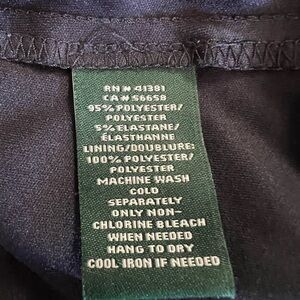 RN # 41381
CA # 56658
95% POLYESTER/
POLYESTER
5% ELASTANE/
ÉLASTHANNE
LINING/DOUBLURE:
100% POLYESTER/
POLYESTER
MACHINE WASH
COLD
SEPARATELY
ONLY NON-
CHLORINE BLEACH
WHEN NEEDED
HANG TO DRY
COOL IRON IF NEEDED